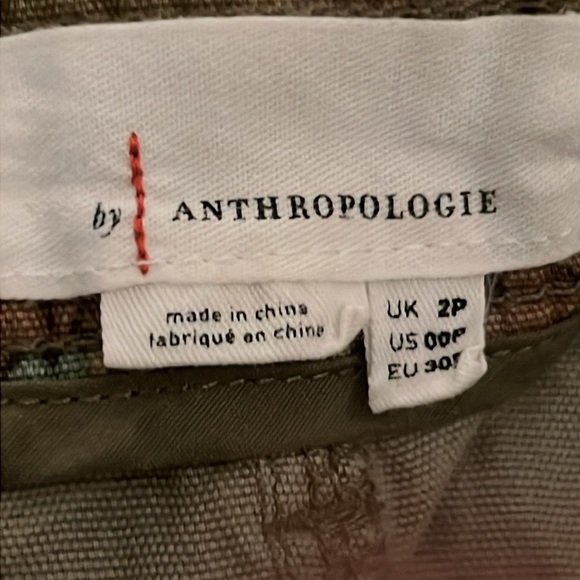 by ANTHROPOLOGIE
made in china
fabriqué en chine
UK 2P
US 00P
EU